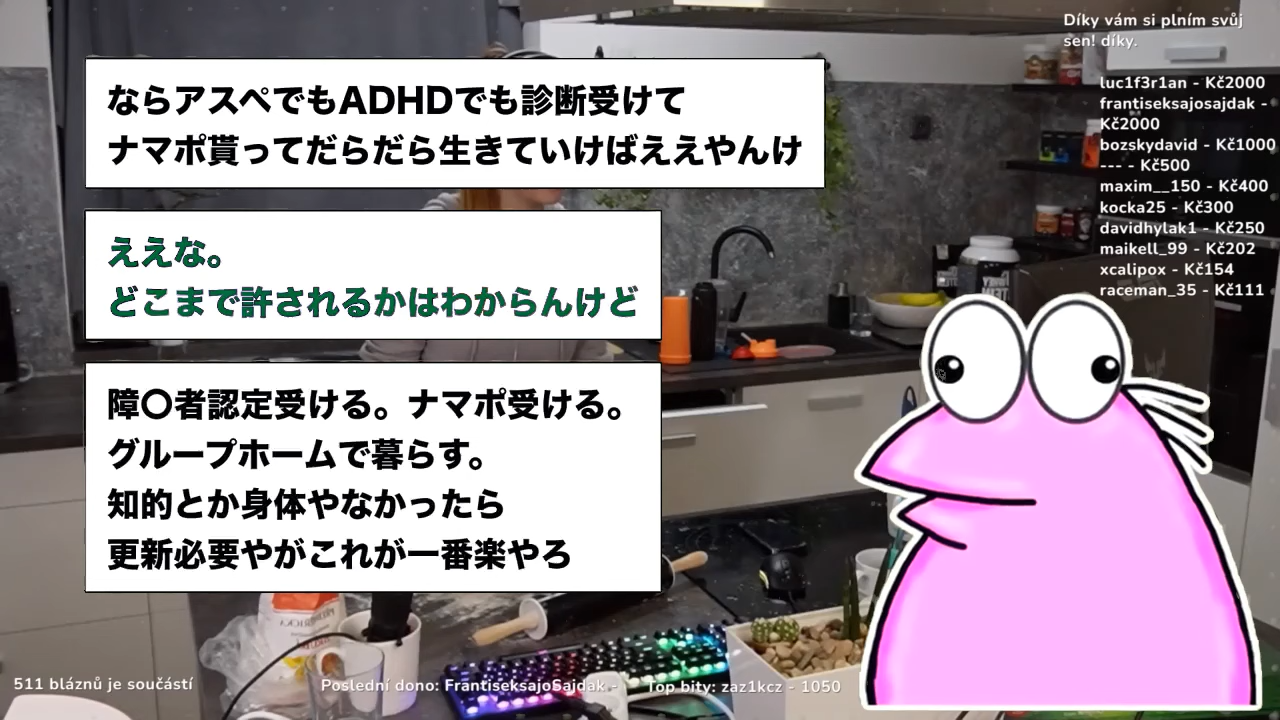 ならアスペでもADHDでも診断受けて
ナマポ貰ってだらだら生きていけばええやんけ
ええな。
どこまで許されるかはわからんけど
障〇者認定受ける。ナマポ受ける。
グループホームで暮らす。
知的とか身体やなかったら
更新必要やがこれが一番楽やろ
Díky vám si plním svůj
sen! díky.
luc1f3r1an - Kč2000
frantiseksajosajdak -
Kč2000
bozskydavid - Kč1000
--- - Kč500
maxim__150 - Kč400
kocka25 - Kč300
davidhylak1 - Kč250
maikell_99 - Kč202
xcalipox - Kč154
raceman_35 - Kč111
511 bláznů je součástí
Poslední dono: FrantiseksajoSajdak -
Top bity: zaz1kcz - 1050